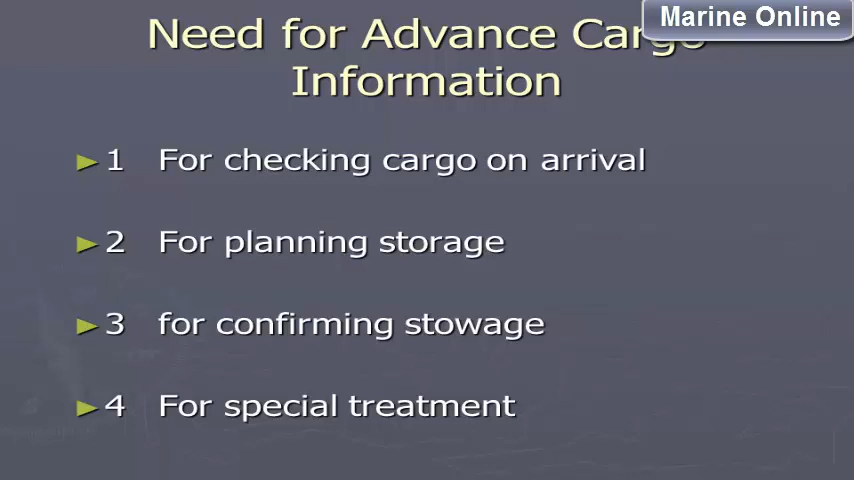 Marine Online
Need for Advance Cargo
Information
1 For checking cargo on arrival
2 For planning storage
3 for confirming stowage
4 For special treatment